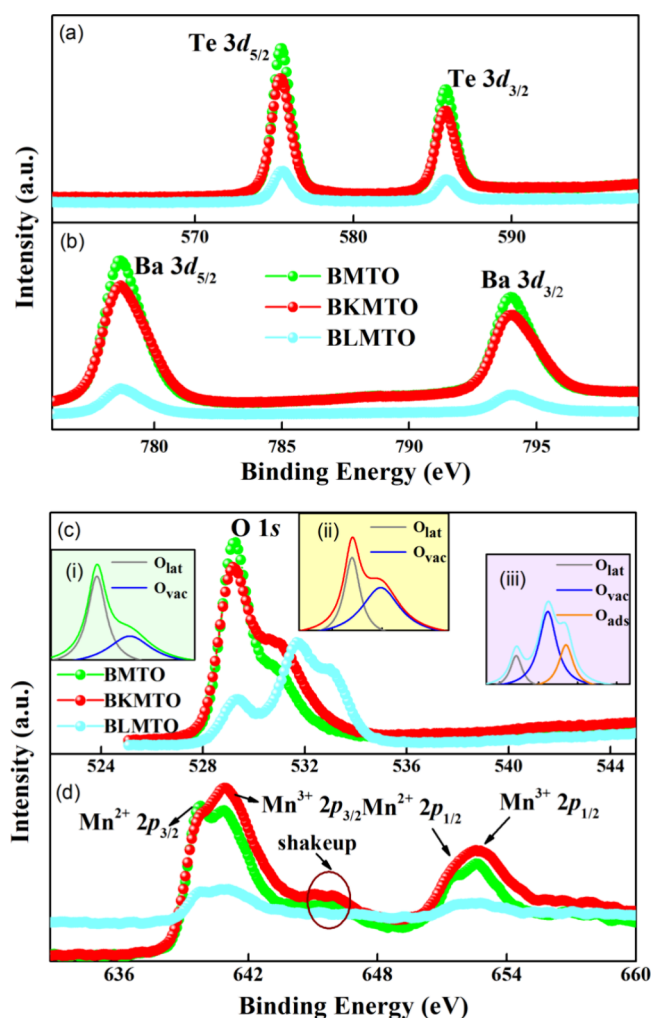 (a)
Te 3d5/2
Te 3d3/2
570 580 590
(b)
Ba 3d5/2
BMTO
BKMTO
BLMTO
Ba 3d3/2
780 785 790 795
Binding Energy (eV)
Intensity (a.u.)
(c)
O 1s
(i)
Olat
Ovac
(ii)
Olat
Ovac
(iii)
Olat
Ovac
Oads
BMTO
BKMTO
BLMTO
524 528 532 536 540 544
(d)
Mn2+ 2p3/2
Mn3+ 2p3/2
Mn2+ 2p1/2
Mn3+ 2p1/2
shakeup
636 642 648 654 660
Binding Energy (eV)
Intensity (a.u.)